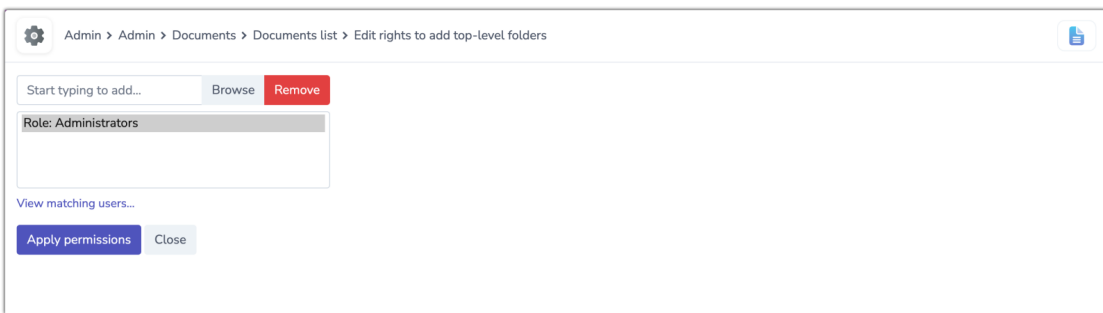 Admin > Admin > Documents > Documents list > Edit rights to add top-level folders
Start typing to add... Browse Remove
Role: Administrators
View matching users...
Apply permissions Close